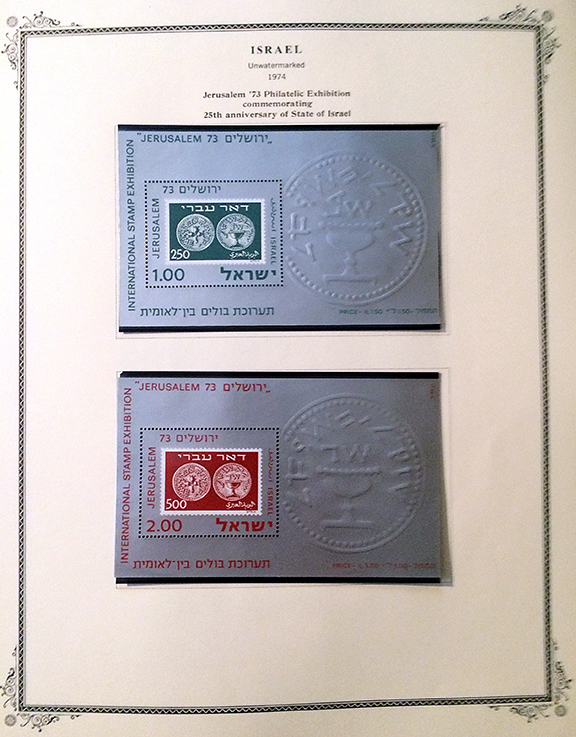 ISRAEL
Unwatermarked
1974
Jerusalem '73 Philatelic Exhibition
commemorating
25th anniversary of State of Israel
"JERUSALEM 73 ירושלים"
INTERNATIONAL STAMP EXHIBITION
73 ירושלים
JERUSALEM
דאר עברי
250
ISRAEL
1.00 ישראל
תערוכת בולים בין־לאומית
"JERUSALEM 73 ירושלים"
INTERNATIONAL STAMP EXHIBITION
73 ירושלים
JERUSALEM
דאר עברי
500
ISRAEL
2.00 ישראל
תערוכת בולים בין־לאומית